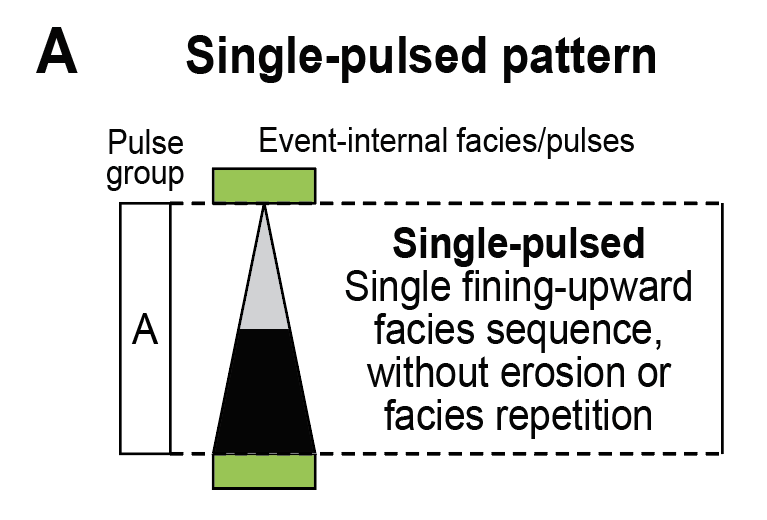 A Single-pulsed pattern
Pulse
group
Event-internal facies/pulses
A
Single-pulsed
Single fining-upward
facies sequence,
without erosion or
facies repetition